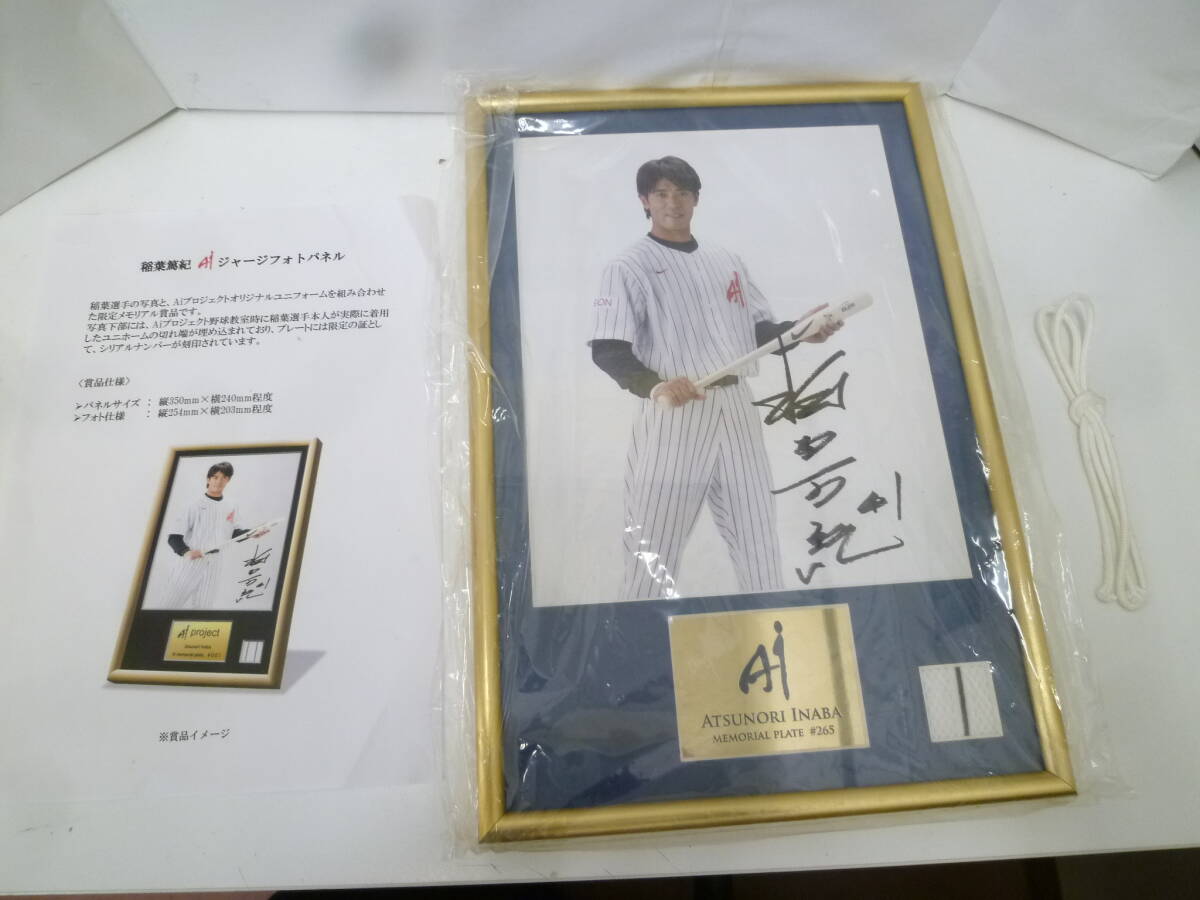 稲葉篤紀 Ai ジャージフォトパネル
稲葉選手の写真と、Aiプロジェクトオリジナルユニフォームを組み合わせ
た限定メモリアル賞品です。
写真下部には、Aiプロジェクト野球教室時に稲葉選手本人が実際に着用
したユニホームの切れ端が埋め込まれており、プレートには限定の証とし
て、シリアルナンバーが刻印されています。
〈賞品仕様〉
➢パネルサイズ : 縦350mm×横240mm程度
➢フォト仕様 : 縦254mm×横203mm程度
Ai project
※賞品イメージ
Ai
Ai
ATSUNORI INABA
MEMORIAL PLATE #265